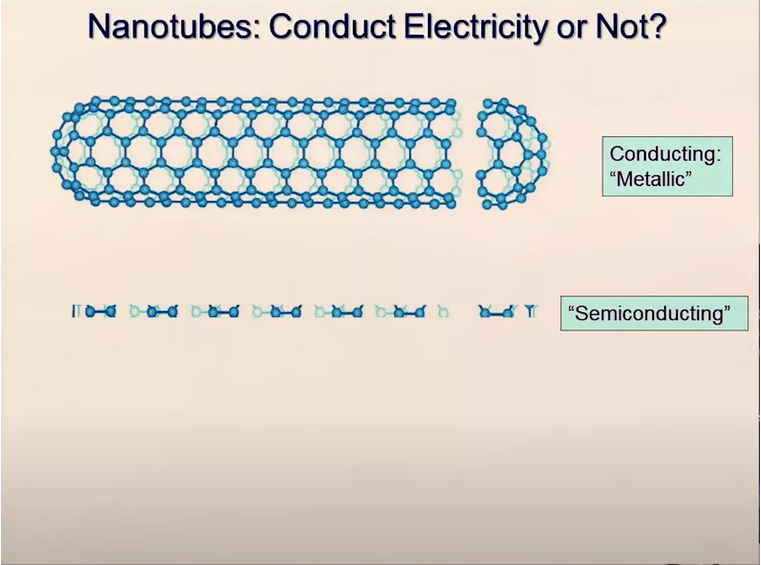 Nanotubes: Conduct Electricity or Not?
Conducting:
“Metallic”
“Semiconducting”